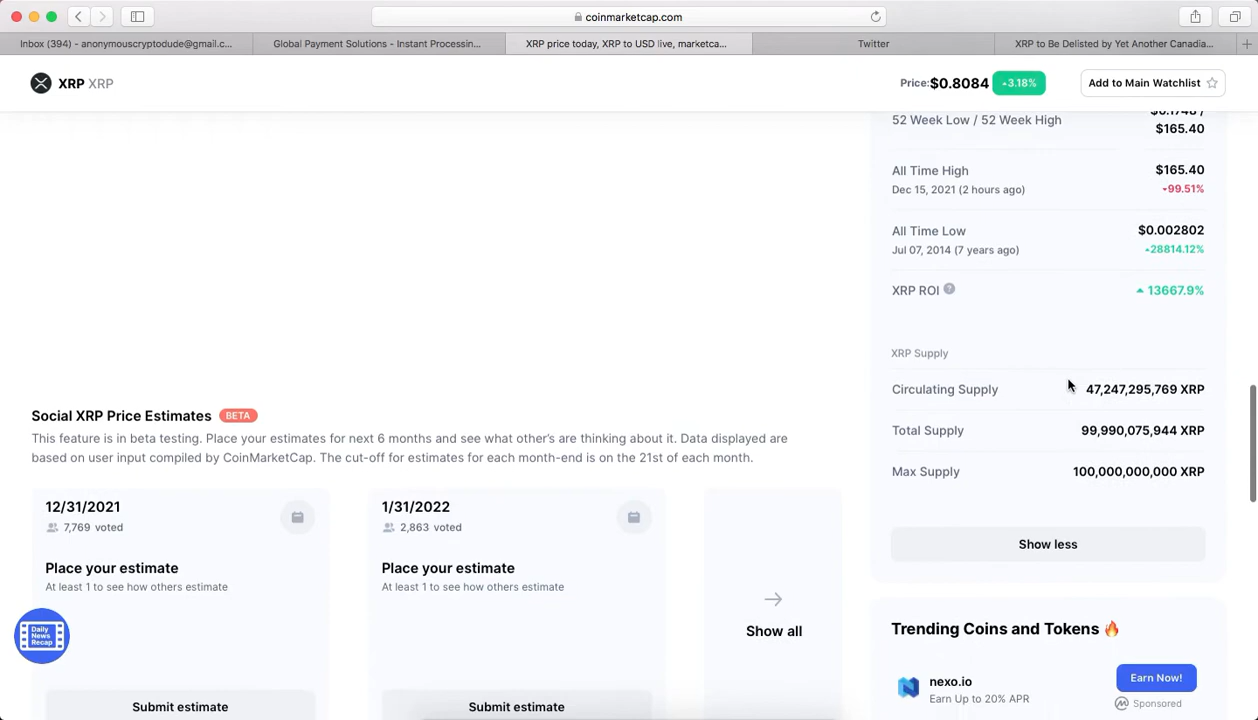 coinmarketcap.com
Inbox (394) - anonymouscryptodude@gmail.c...
Global Payment Solutions - Instant Processin...
XRP price today, XRP to USD live, marketca...
Twitter
XRP to Be Delisted by Yet Another Canadia...
XRP XRP
Price:$0.8084 3.18%
Add to Main Watchlist
52 Week Low / 52 Week High
$0.1748 /
$165.40
All Time High
$165.40
Dec 15, 2021 (2 hours ago)
99.51%
All Time Low
$0.002802
Jul 07, 2014 (7 years ago)
28814.12%
XRP ROI ?
13667.9%
XRP Supply
Circulating Supply
47,247,295,769 XRP
Total Supply
99,990,075,944 XRP
Max Supply
100,000,000,000 XRP
Show less
Social XRP Price Estimates BETA
This feature is in beta testing. Place your estimates for next 6 months and see what other's are thinking about it. Data displayed are
based on user input compiled by CoinMarketCap. The cut-off for estimates for each month-end is on the 21st of each month.
12/31/2021
7,769 voted
Place your estimate
At least 1 to see how others estimate
Submit estimate
1/31/2022
2,863 voted
Place your estimate
At least 1 to see how others estimate
Submit estimate
Show all
Daily
News
Recap
Trending Coins and Tokens 🔥
nexo.io
Earn Up to 20% APR
Earn Now!
Sponsored